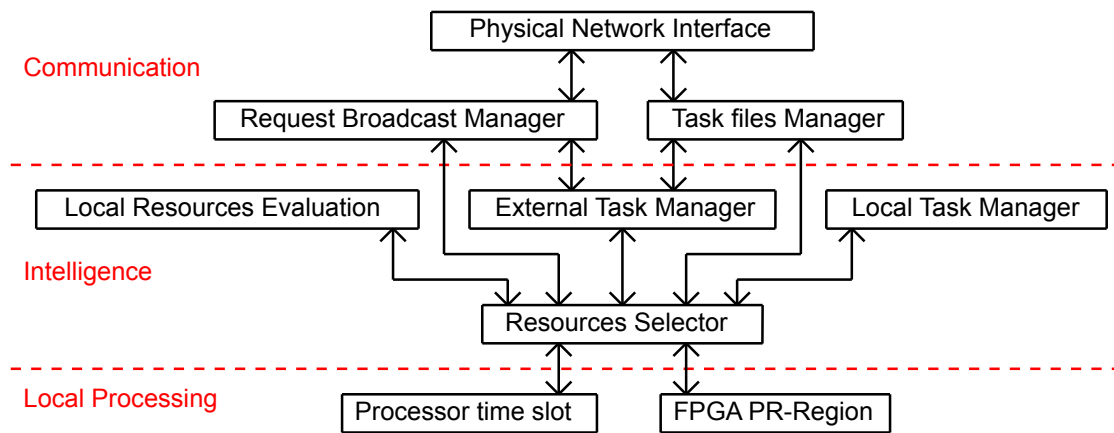 Physical Network Interface
Communication
Request Broadcast Manager
Task files Manager
Local Resources Evaluation
External Task Manager
Local Task Manager
Intelligence
Resources Selector
Local Processing
Processor time slot
FPGA PR-Region